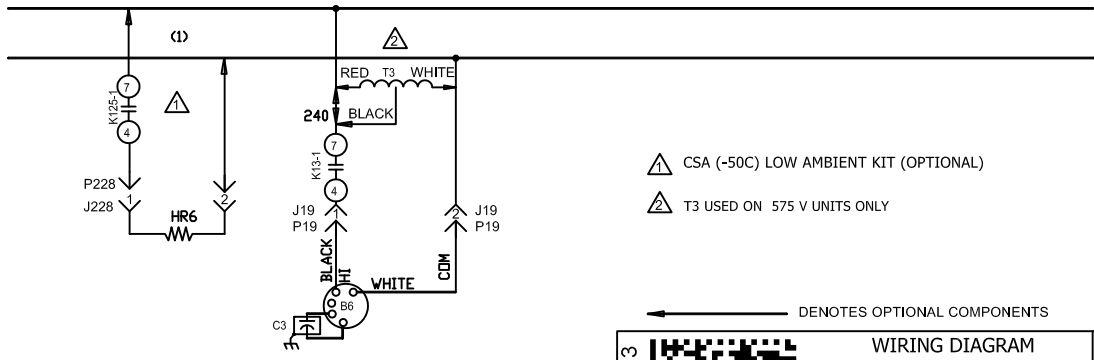 (1)
2
RED T3 WHITE
7
K125-1
1
4
240
BLACK
7
K13-1
4
P228
J228
1
2
HR6
J19
P19
1
2
J19
P19
BLACK
HI
WHITE
COM
B6
C3
1 CSA (-50C) LOW AMBIENT KIT (OPTIONAL)
2 T3 USED ON 575 V UNITS ONLY
DENOTES OPTIONAL COMPONENTS
3
WIRING DIAGRAM